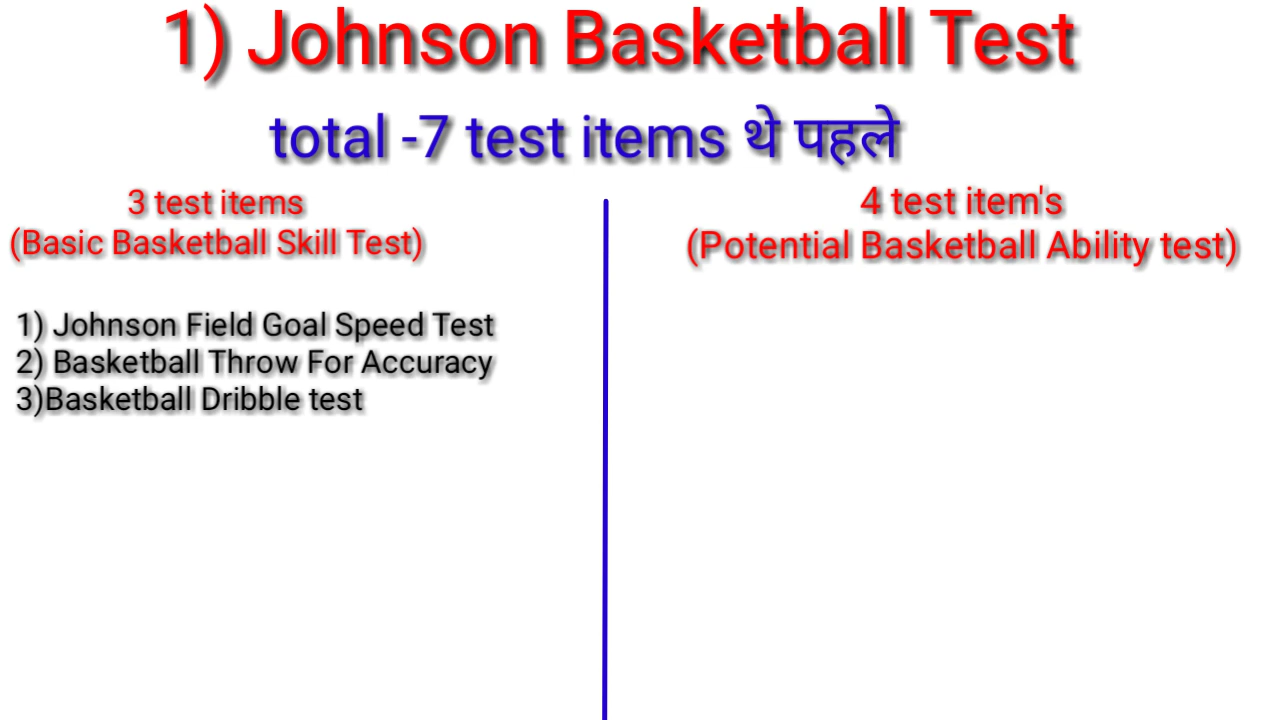 1) Johnson Basketball Test
total -7 test items थे पहले
3 test items
(Basic Basketball Skill Test)
1) Johnson Field Goal Speed Test
2) Basketball Throw For Accuracy
3)Basketball Dribble test
4 test item's
(Potential Basketball Ability test)